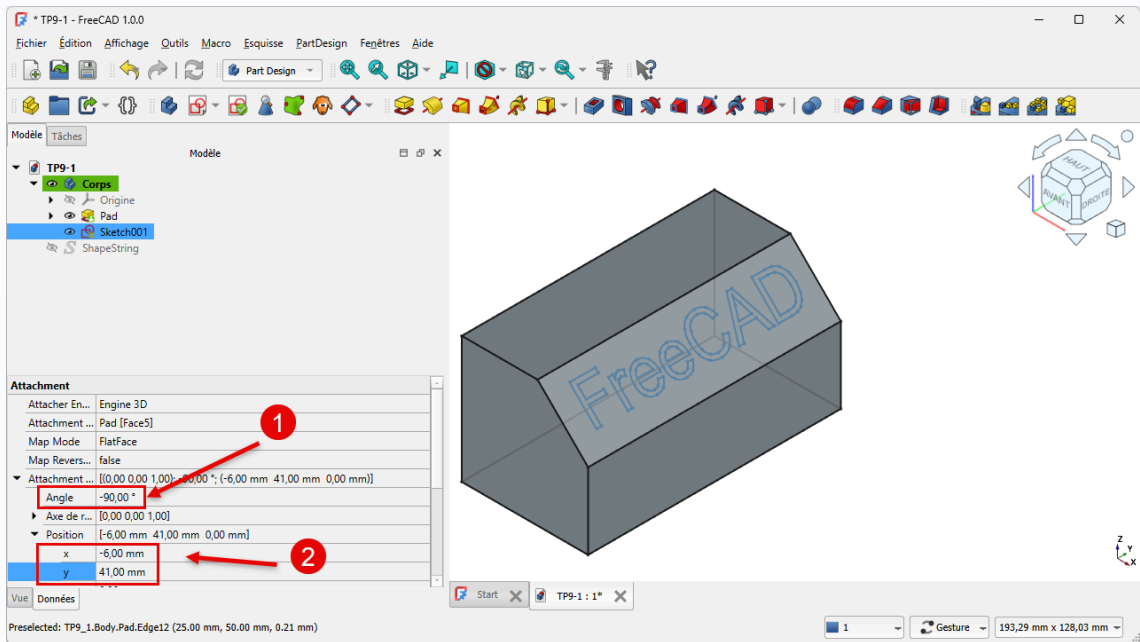 * TP9-1 - FreeCAD 1.0.0
Fichier Édition Affichage Outils Macro Esquisse PartDesign Fenêtres Aide
Part Design
Modèle Tâches
Modèle
TP9-1
Corps
Origine
Pad
Sketch001
ShapeString
HAUT
AVANT
DROITE
FreeCAD
Attachment
Attacher En... Engine 3D
Attachment ... Pad [Face5]
1
Map Mode FlatFace
Map Revers... false
Attachment ... [(0,00 0,00 1,00); -90,00 °; (-6,00 mm 41,00 mm 0,00 mm)]
Angle -90,00 °
Axe de r... [0,00 0,00 1,00]
Position [-6,00 mm 41,00 mm 0,00 mm]
x -6,00 mm
2
y 41,00 mm
Z
Y
X
Vue Données
Start TP9-1 : 1*
Preselected: TP9_1.Body.Pad.Edge12 (25.00 mm, 50.00 mm, 0.21 mm)
1 Gesture 193,29 mm x 128,03 mm